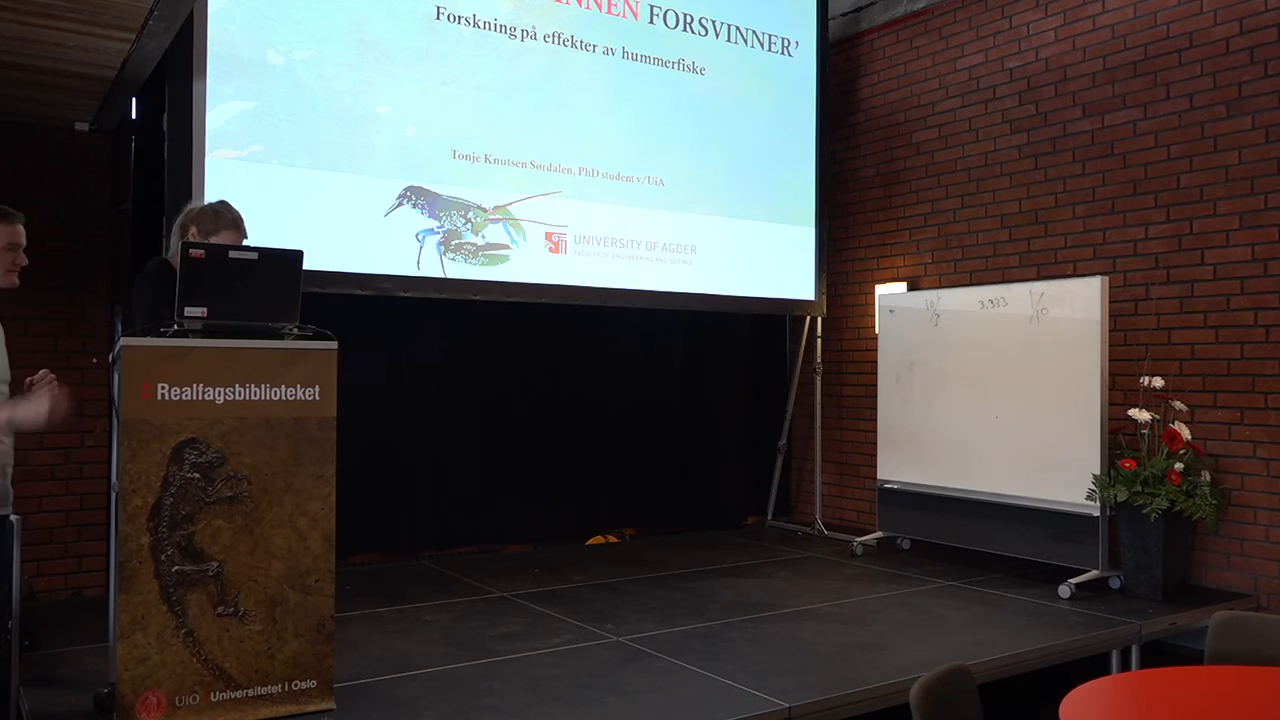 FORSVINNER’
Forskning på effekter av hummerfiske
Tonje Knutsen Sørdalen, PhD student v/UiA
UNIVERSITY OF AGDER
FACULTY OF ENGINEERING AND SCIENCE
Realfagsbiblioteket
UiO Universitetet i Oslo
3.333